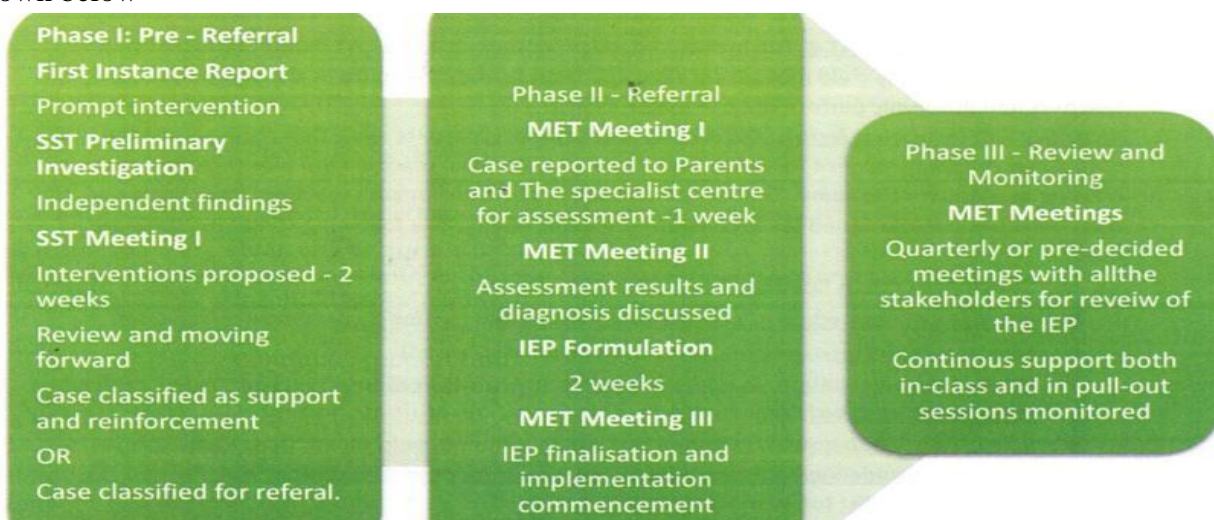 Phase I: Pre - Referral
First Instance Report
Prompt intervention
SST Preliminary
Investigation
Independent findings
SST Meeting I
Interventions proposed - 2
weeks
Review and moving
forward
Case classified as support
and reinforcement
OR
Case classified for referal.
Phase II - Referral
MET Meeting I
Case reported to Parents
and The specialist centre
for assessment -1 week
MET Meeting II
Assessment results and
diagnosis discussed
IEP Formulation
2 weeks
MET Meeting III
IEP finalisation and
implementation
commencement
Phase III - Review and
Monitoring
MET Meetings
Quarterly or pre-decided
meetings with allthe
stakeholders for reveiw of
the IEP
Continous support both
in-class and in pull-out
sessions monitored